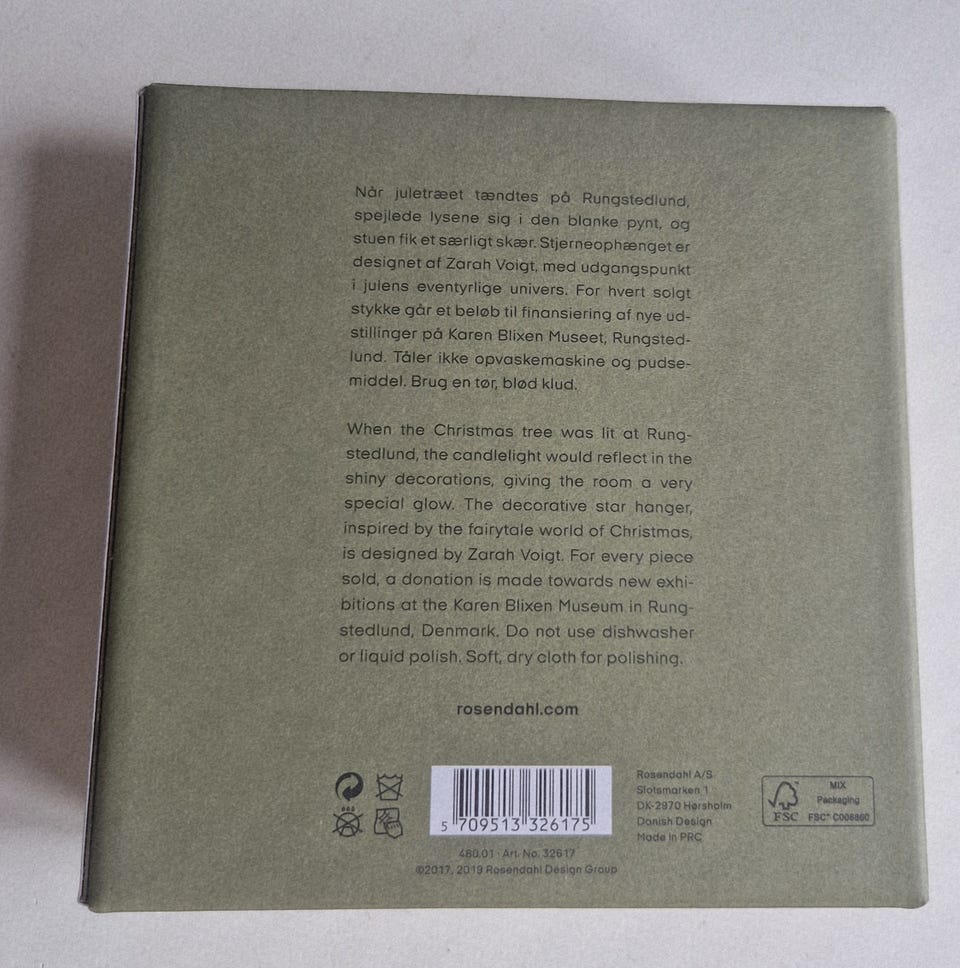 Når juletræet tændtes på Rungstedlund,
spejlede lysene sig i den blanke pynt, og
stuen fik et særligt skær. Stjerneophænget er
designet af Zarah Voigt, med udgangspunkt
i julens eventyrlige univers. For hvert solgt
stykke går et beløb til finansiering af nye ud-
stillinger på Karen Blixen Museet, Rungsted-
lund. Tåler ikke opvaskemaskine og pudse-
middel. Brug en tør, blød klud.
When the Christmas tree was lit at Rung-
stedlund, the candlelight would reflect in the
shiny decorations, giving the room a very
special glow. The decorative star hanger,
inspired by the fairytale world of Christmas,
is designed by Zarah Voigt. For every piece
sold, a donation is made towards new exhi-
bitions at the Karen Blixen Museum in Rung-
stedlund, Denmark. Do not use dishwasher
or liquid polish. Soft, dry cloth for polishing.
rosendahl.com
5 709513 326175
480.01 · Art. No. 32617
©2017, 2019 Rosendahl Design Group
Rosendahl A/S
Slotsmarken 1
DK-2970 Hørsholm
Danish Design
Made in PRC
FSC
MIX
Packaging
FSC® C006860